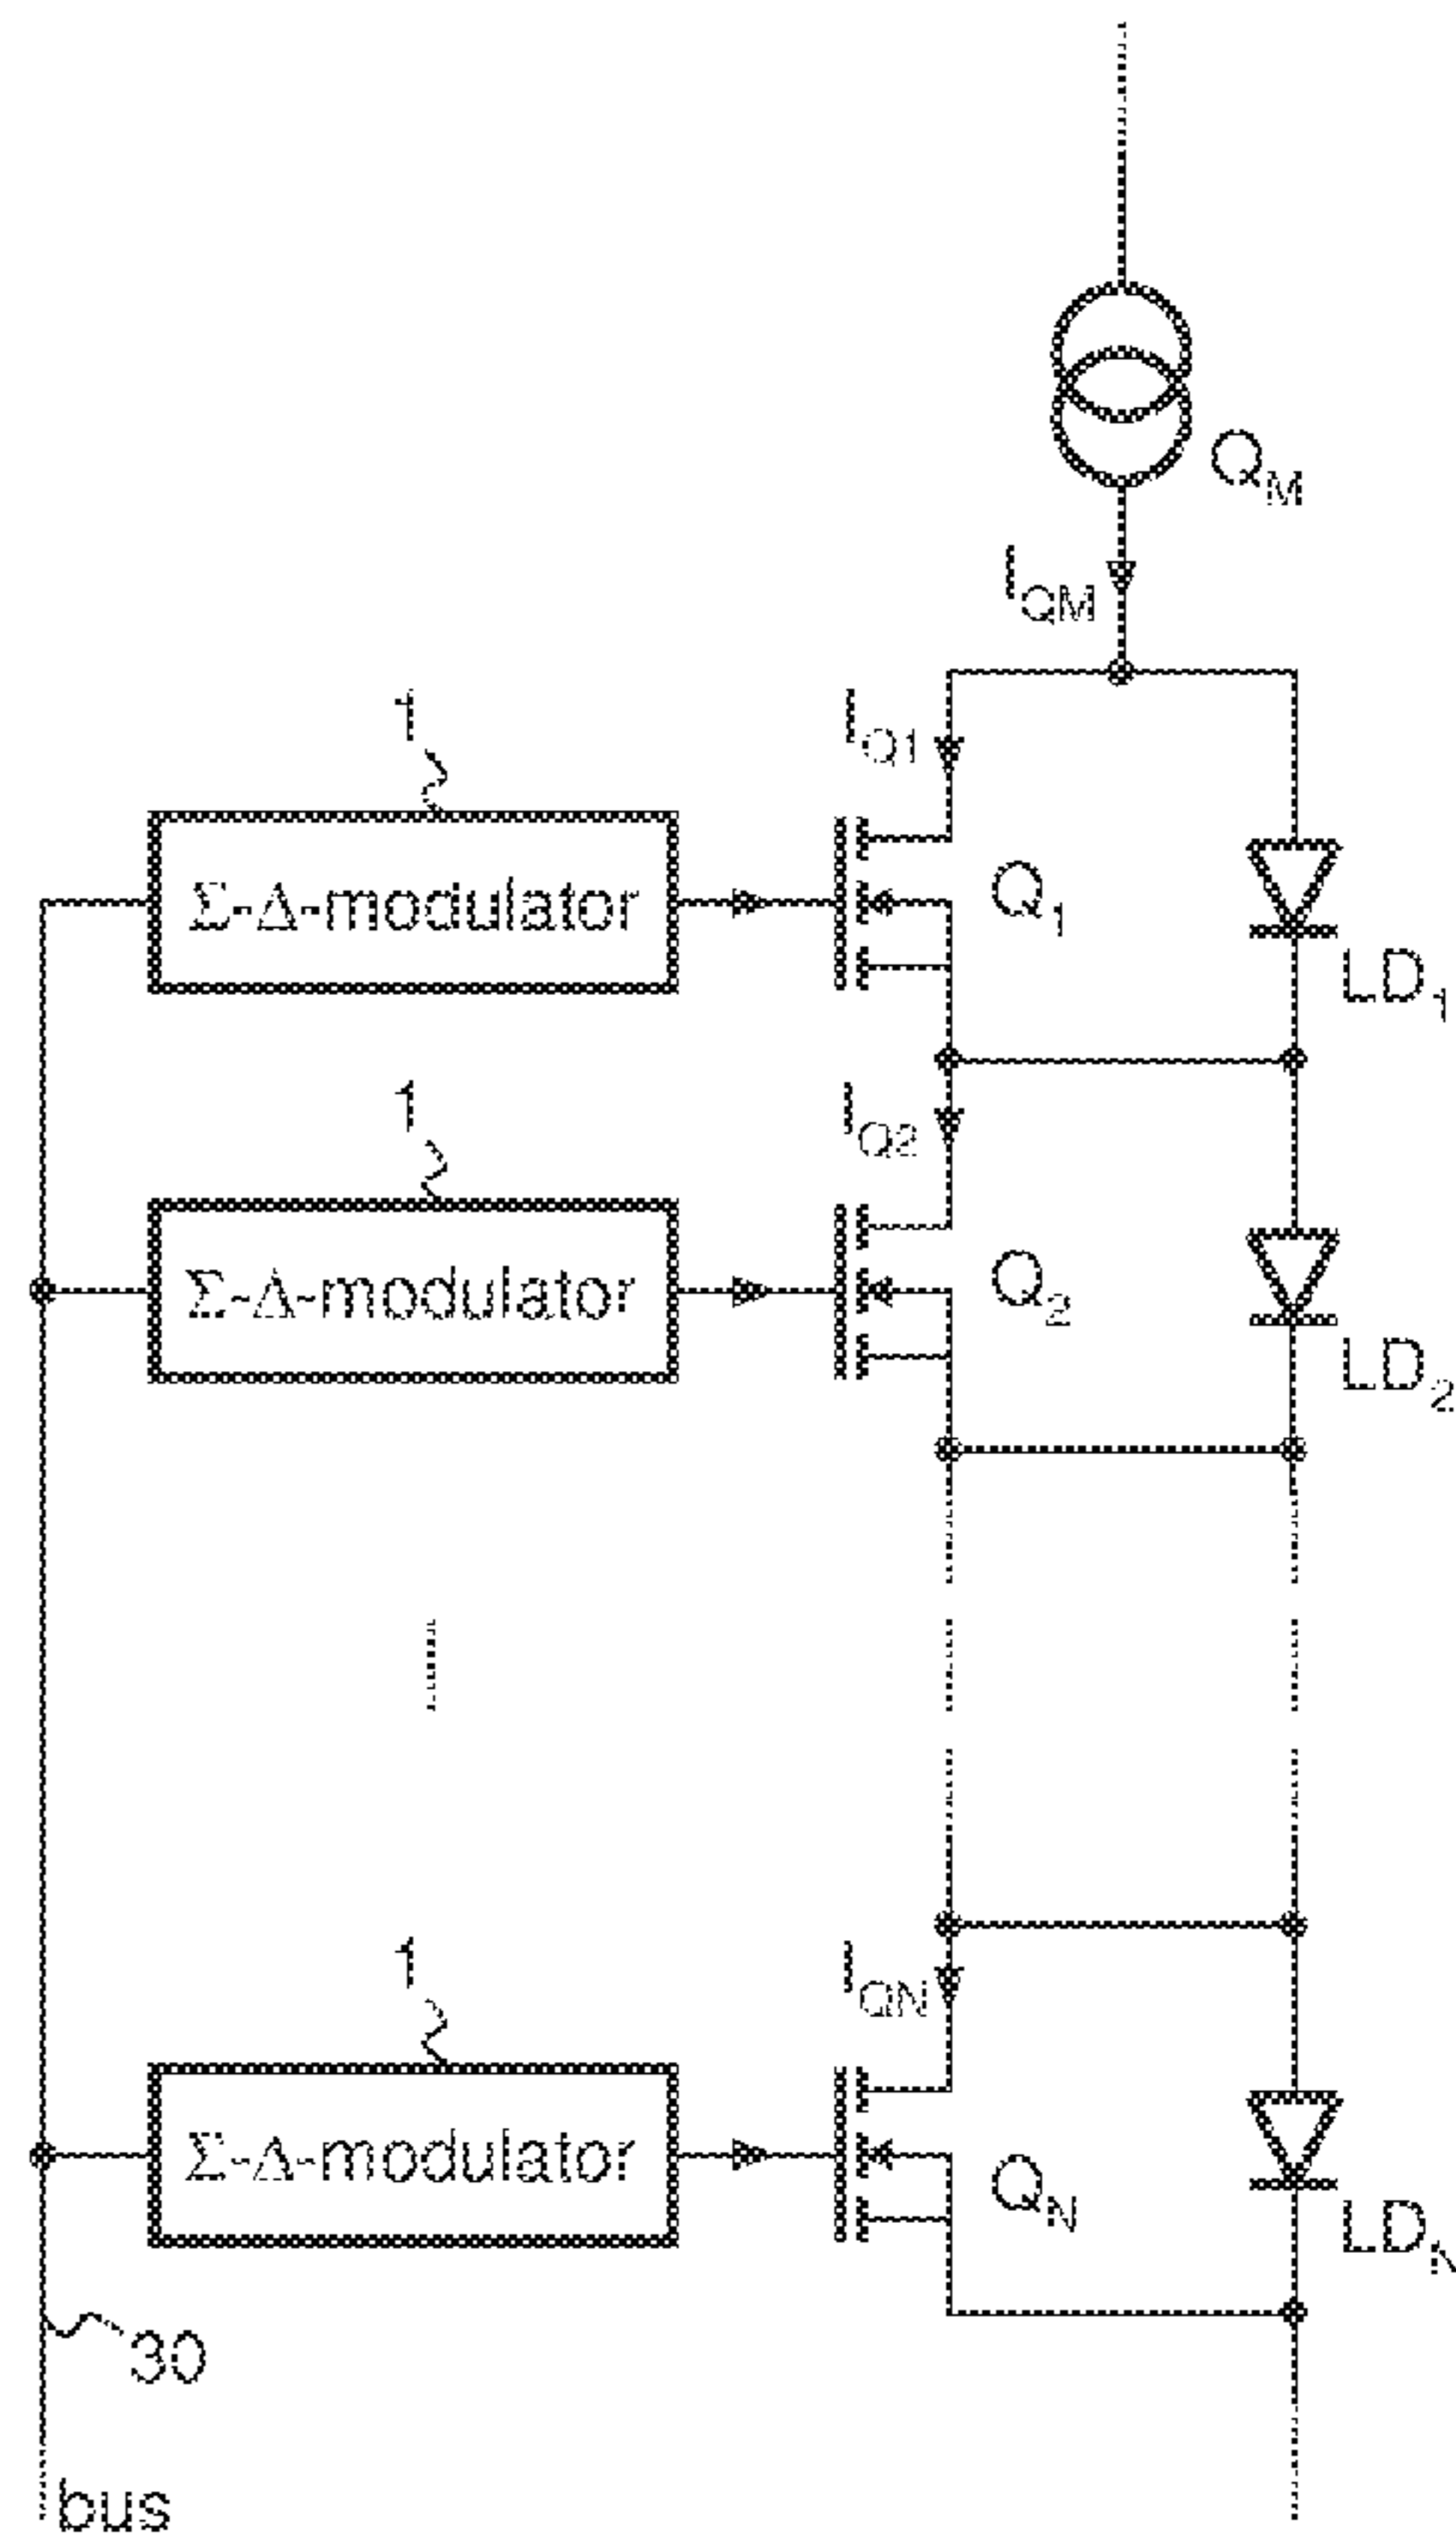 Q_M
I_QM
1
I_Q1
Σ-Δ-modulator
Q_1
LD_1
1
I_Q2
Σ-Δ-modulator
Q_2
LD_2
1
I_QN
Σ-Δ-modulator
Q_N
LD_N
30
bus